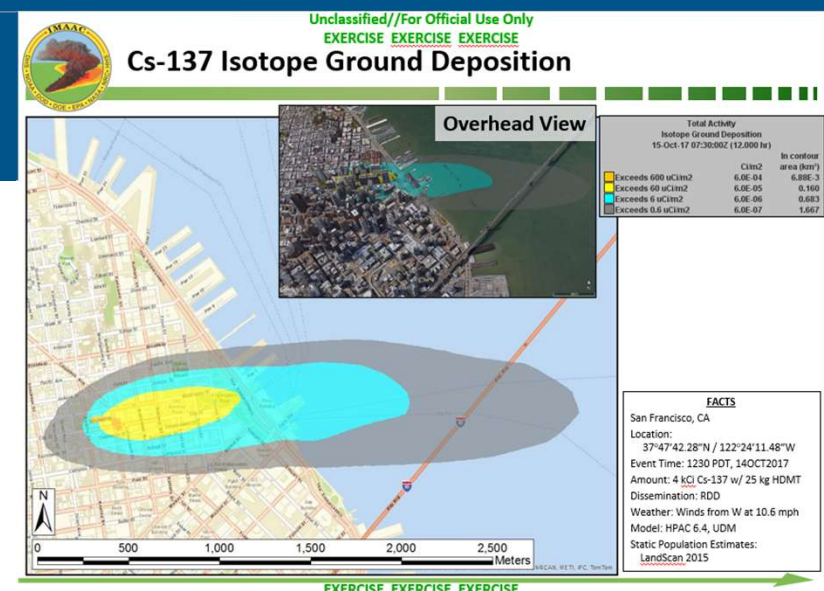 Unclassified//For Official Use Only
EXERCISE EXERCISE EXERCISE
IMAAC
Cs-137 Isotope Ground Deposition
Overhead View
Total Activity
Isotope Ground Deposition
15-Oct-17 07:30:00Z (12.000 hr)
Ci/m2 In contour area (km²)
Exceeds 600 uCi/m2 6.0E-04 6.88E-3
Exceeds 60 uCi/m2 6.0E-05 0.160
Exceeds 6 uCi/m2 6.0E-06 0.683
Exceeds 0.6 uCi/m2 6.0E-07 1.667
FACTS
San Francisco, CA
Location:
37°47'42.28"N / 122°24'11.48"W
Event Time: 1230 PDT, 14OCT2017
Amount: 4 kCi Cs-137 w/ 25 kg HDMT
Dissemination: RDD
Weather: Winds from W at 10.6 mph
Model: HPAC 6.4, UDM
Static Population Estimates:
LandScan 2015
N
0 500 1,000 1,500 2,000 2,500
Meters
EXERCISE EXERCISE EXERCISE